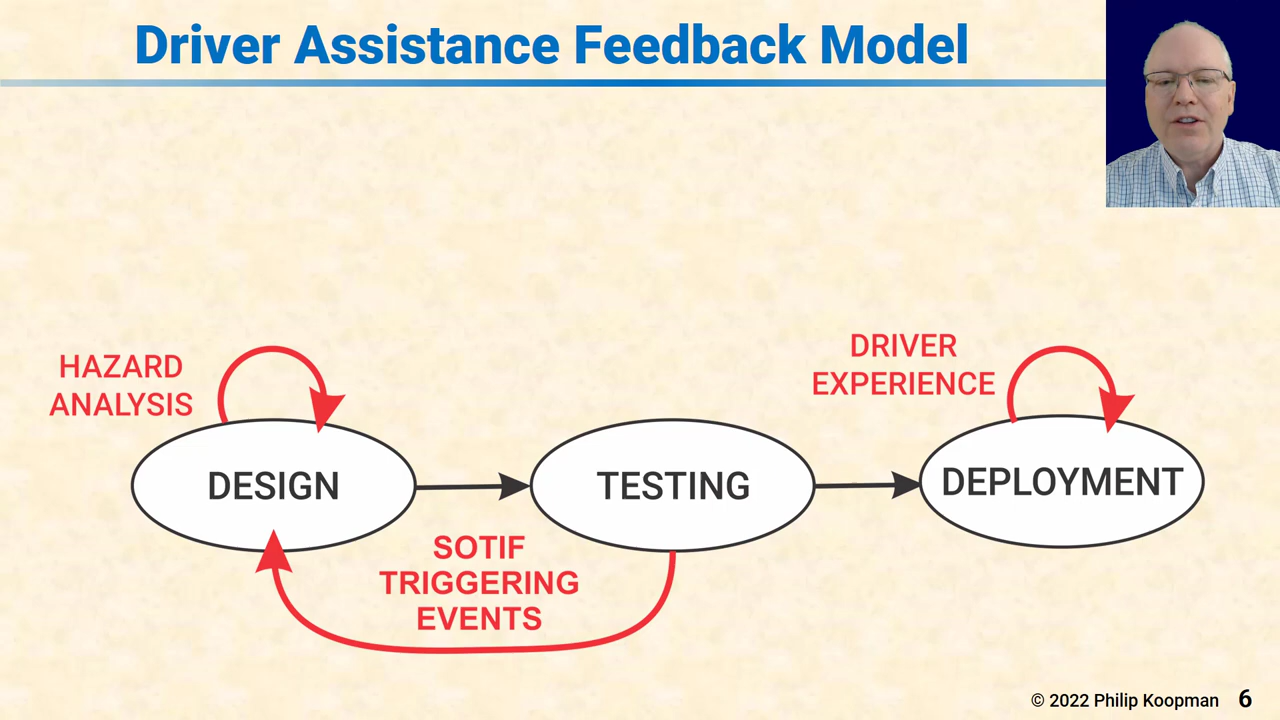 Driver Assistance Feedback Model
HAZARD
ANALYSIS
DRIVER
EXPERIENCE
DESIGN
TESTING
DEPLOYMENT
SOTIF
TRIGGERING
EVENTS
© 2022 Philip Koopman 6